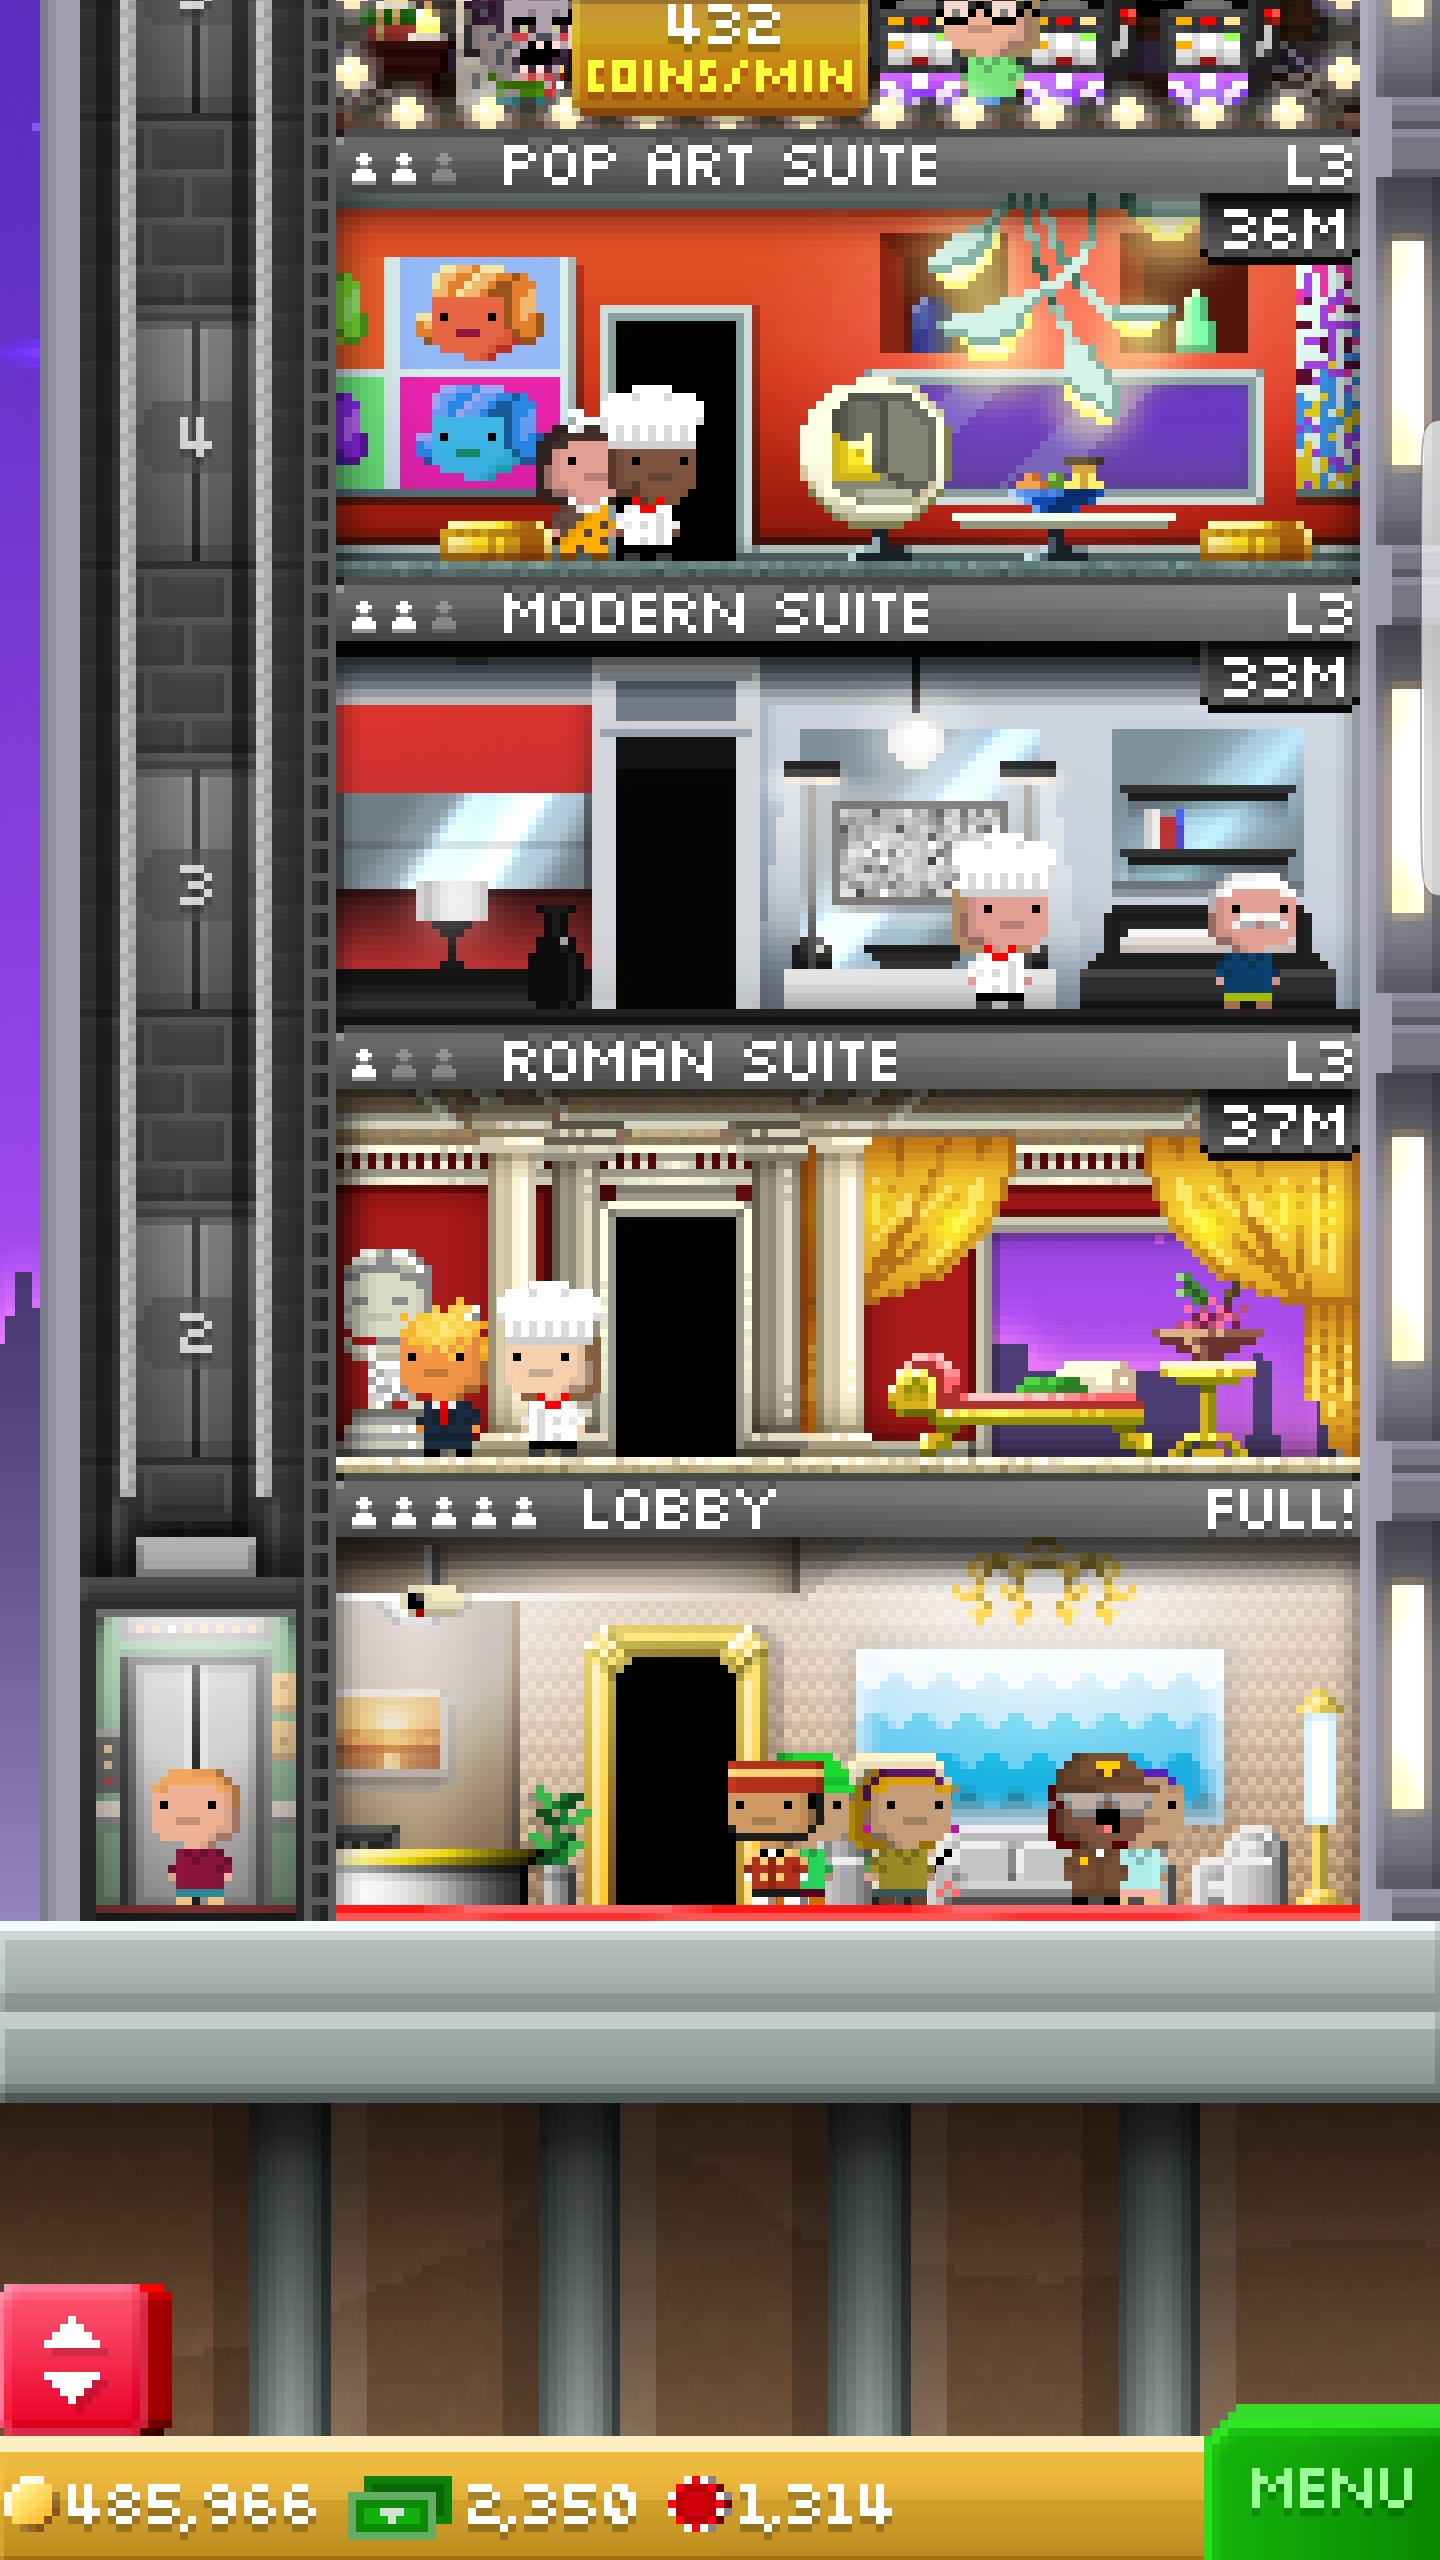 432
COINS/MIN
POP ART SUITE L3
36M
4
MODERN SUITE L3
33M
3
ROMAN SUITE L3
37M
2
LOBBY FULL!
485,966 2,350 1,314
MENU